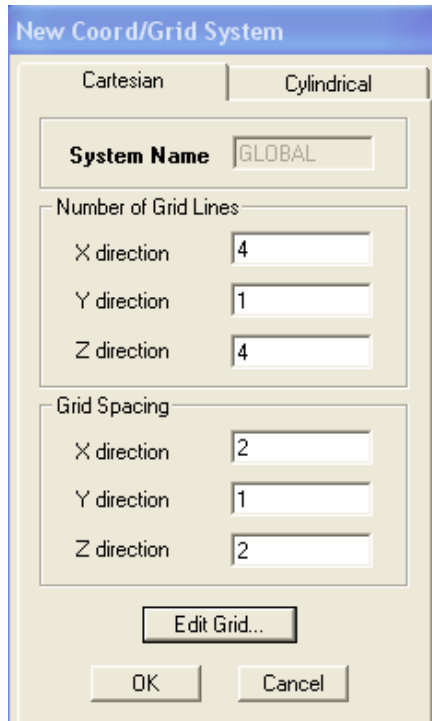 New Coord/Grid System
Cartesian Cylindrical
System Name GLOBAL
Number of Grid Lines
X direction 4
Y direction 1
Z direction 4
Grid Spacing
X direction 2
Y direction 1
Z direction 2
Edit Grid...
OK Cancel